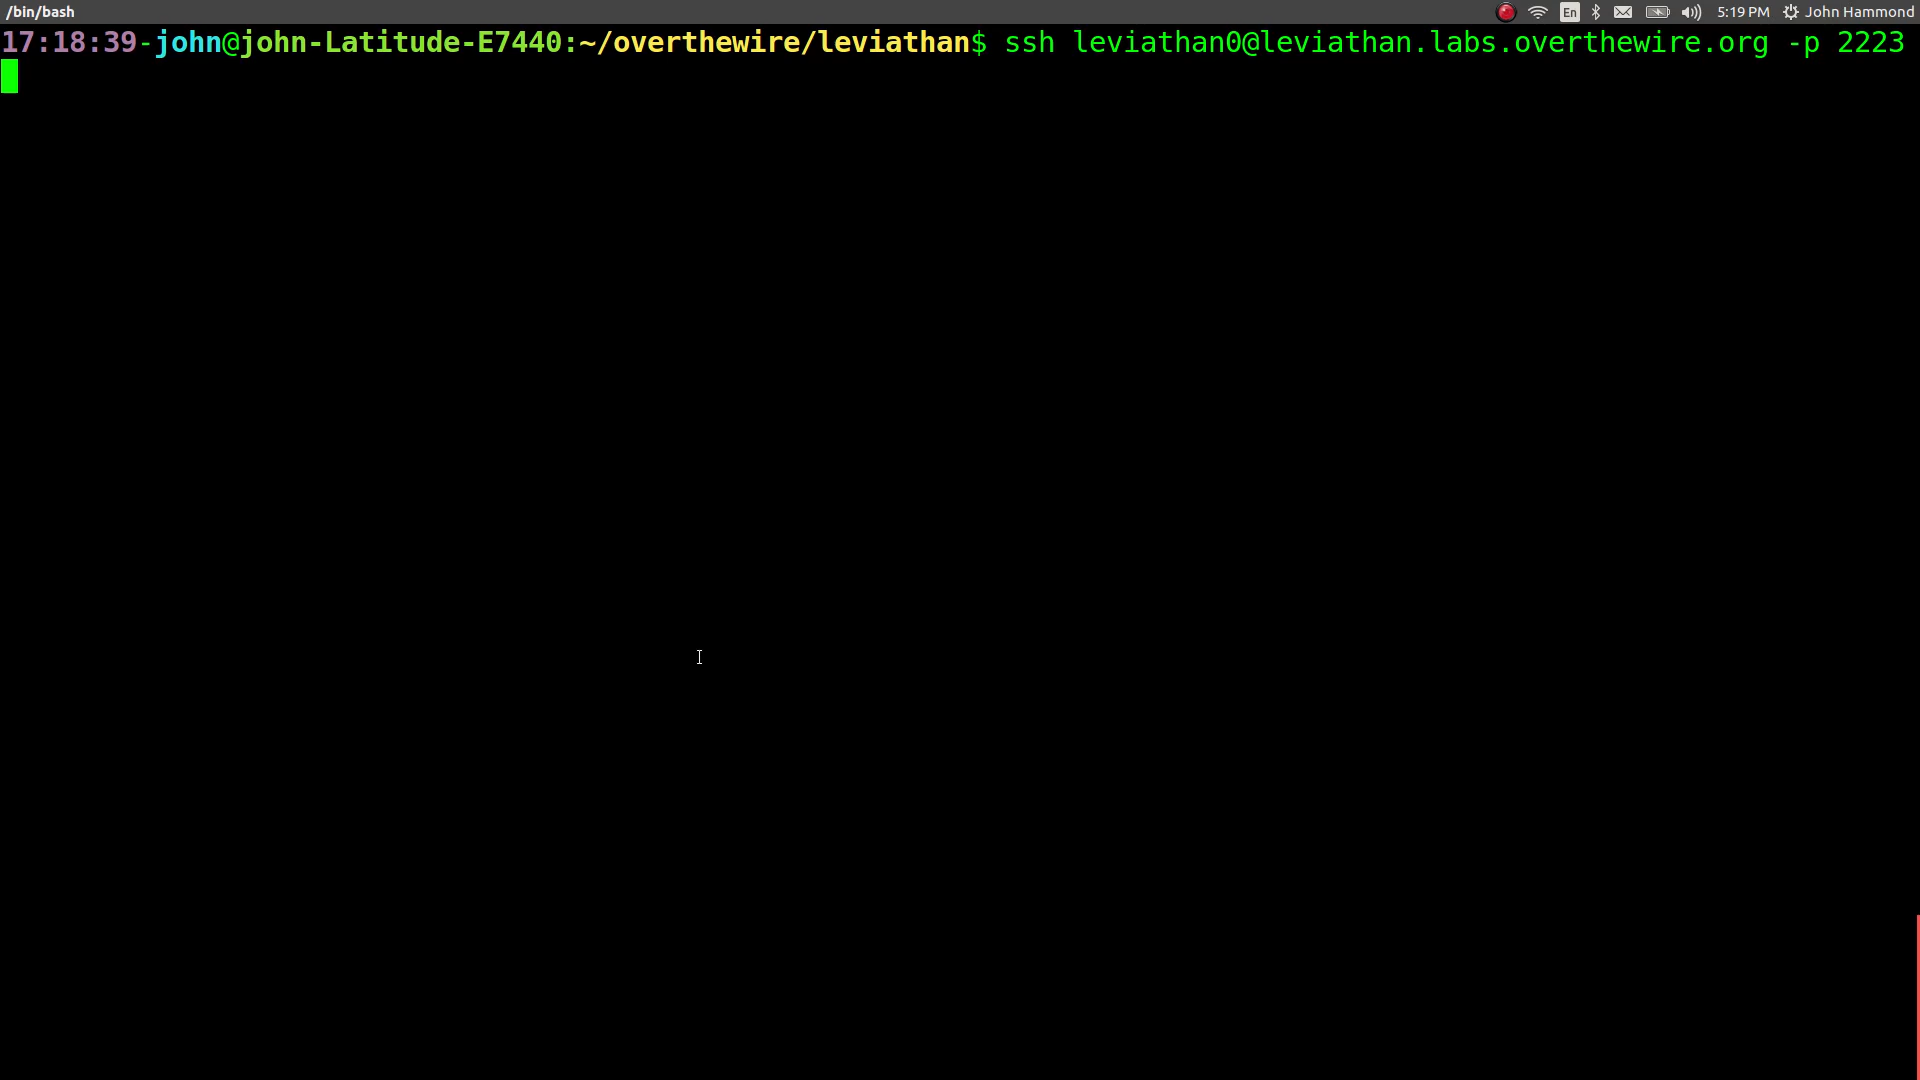 /bin/bash
En
5:19 PM
John Hammond
17:18:39-john@john-Latitude-E7440:~/overthewire/leviathan$ ssh leviathan0@leviathan.labs.overthewire.org -p 2223